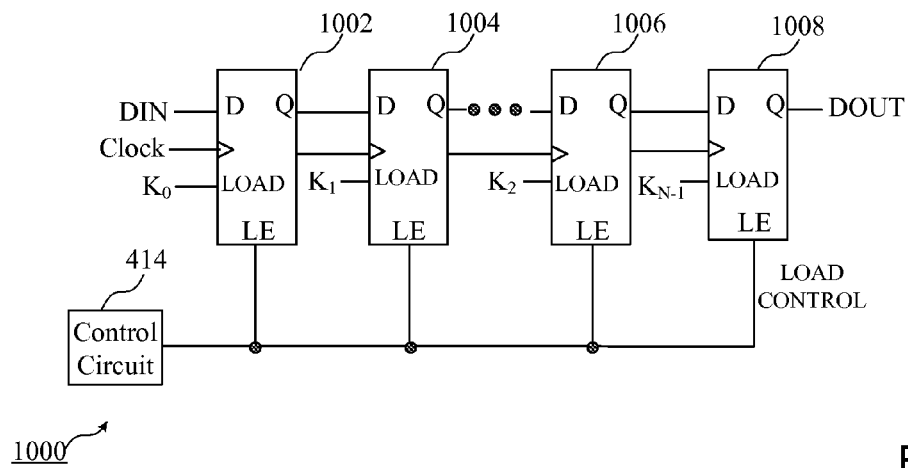 1002
1004
1006
1008
DIN
D
Q
D
Q
D
Q
D
Q
DOUT
Clock
K₀
LOAD
K₁
LOAD
K₂
LOAD
Kₙ₋₁
LOAD
LE
LE
LE
LE
414
LOAD
CONTROL
Control
Circuit
1000